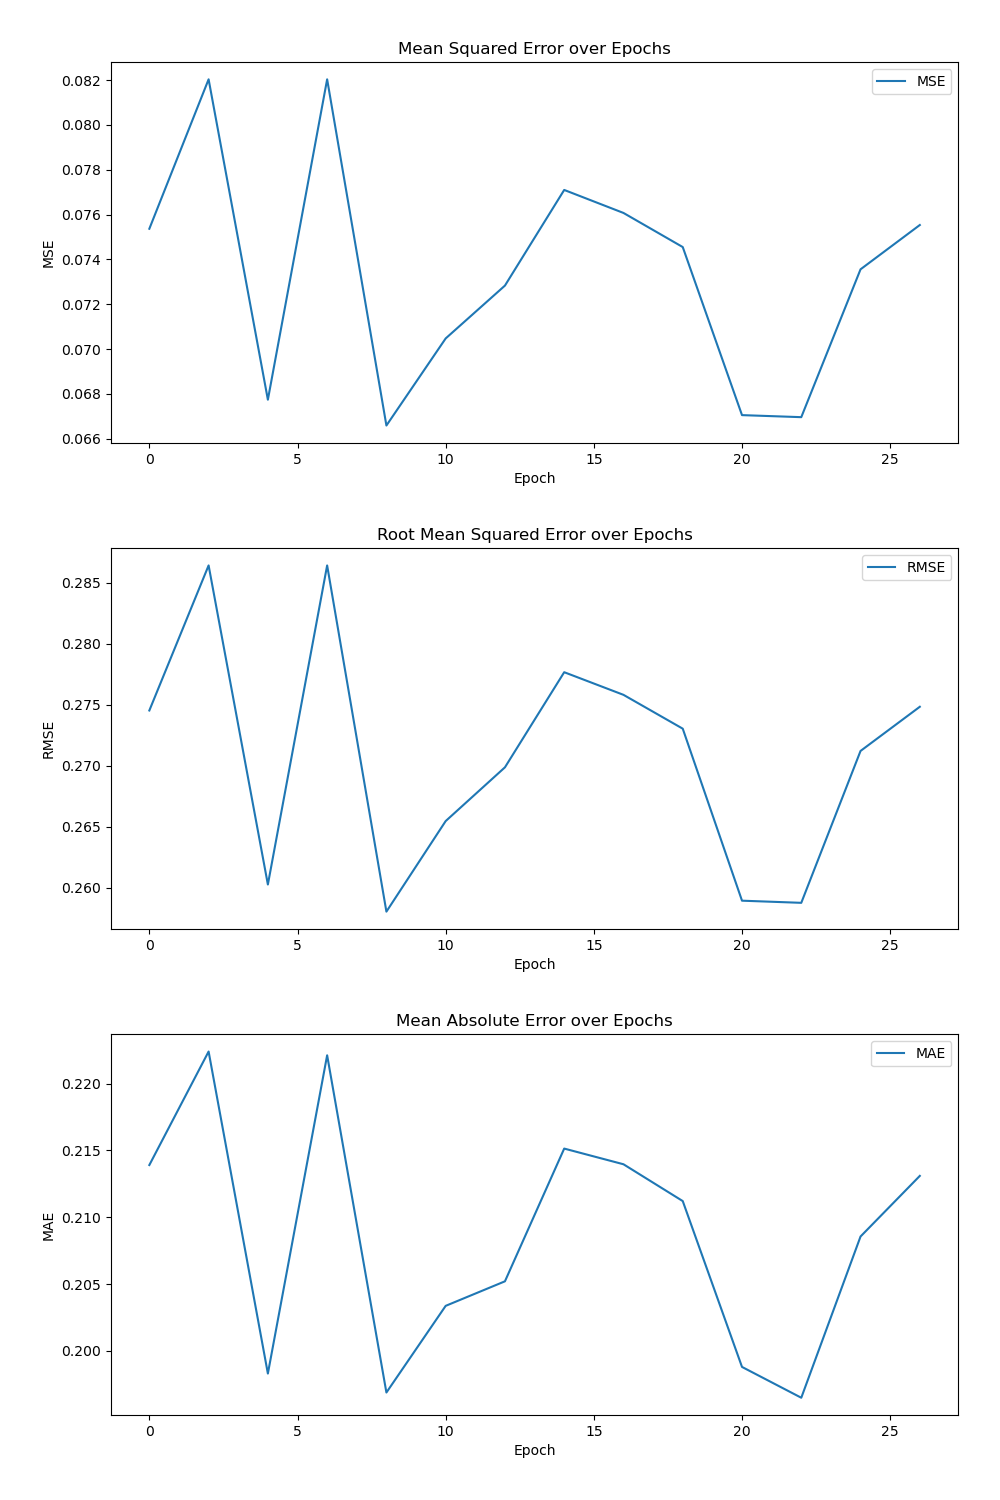 Mean Squared Error over Epochs
MSE
0.082
0.080
0.078
0.076
0.074
0.072
0.070
0.068
0.066
MSE
0 5 10 15 20 25
Epoch
Root Mean Squared Error over Epochs
RMSE
0.285
0.280
0.275
0.270
0.265
0.260
RMSE
0 5 10 15 20 25
Epoch
Mean Absolute Error over Epochs
MAE
0.220
0.215
0.210
0.205
0.200
MAE
0 5 10 15 20 25
Epoch